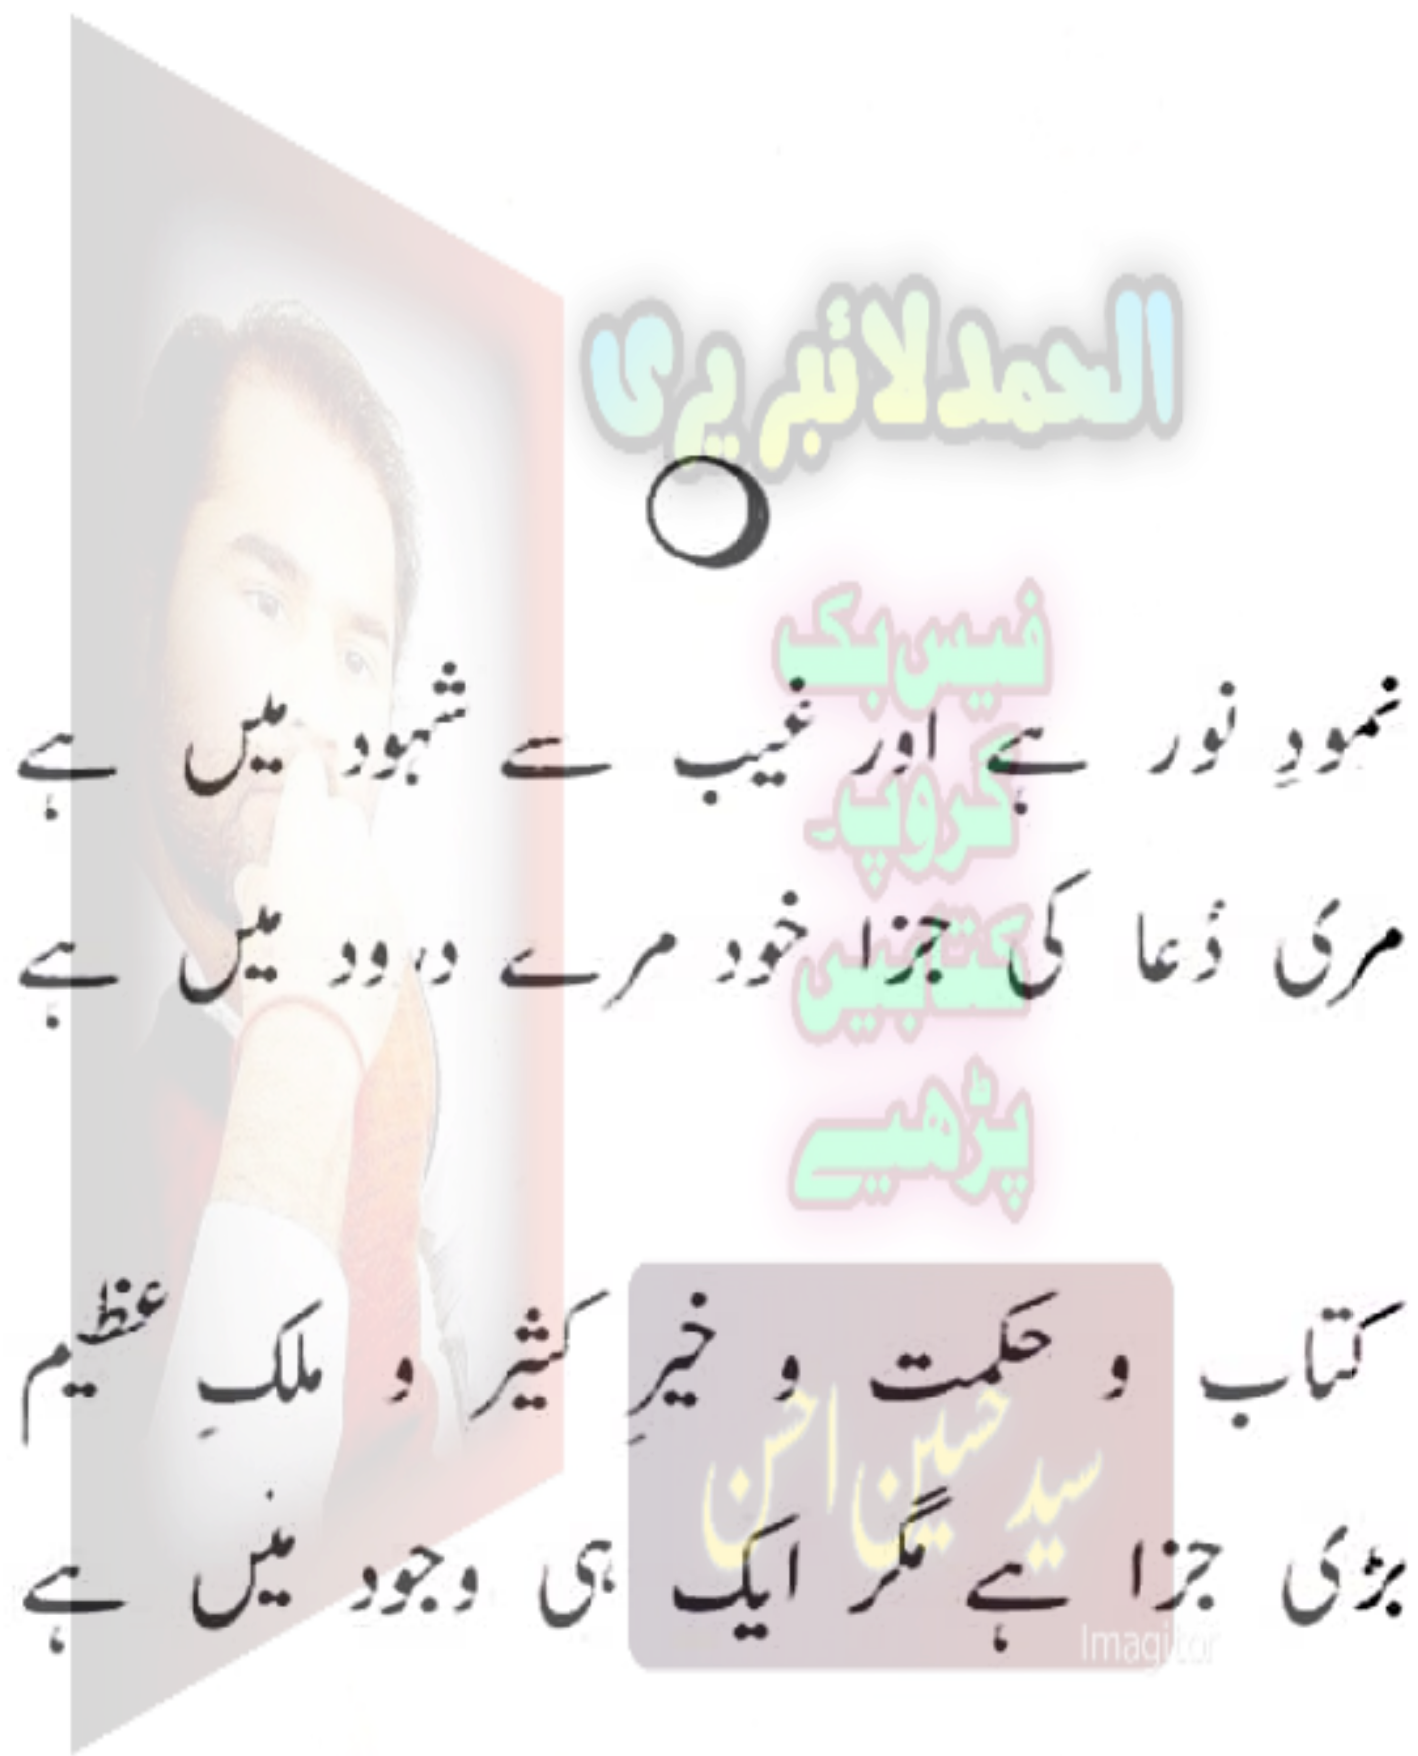 الحمد لائبریری
فیس بک
گروپ۔
نمودِ نور ہے اور غیب سے شہود میں ہے
کتابیں
مری دُعا کی جزا خود مرے درود میں ہے
پڑھیے
کتاب و حکمت و خیرِ کثیر و ملکِ عظیم
سید حسین احسن
بڑی جزا ہے مگر ایک ہی وجود میں ہے
Imagitor